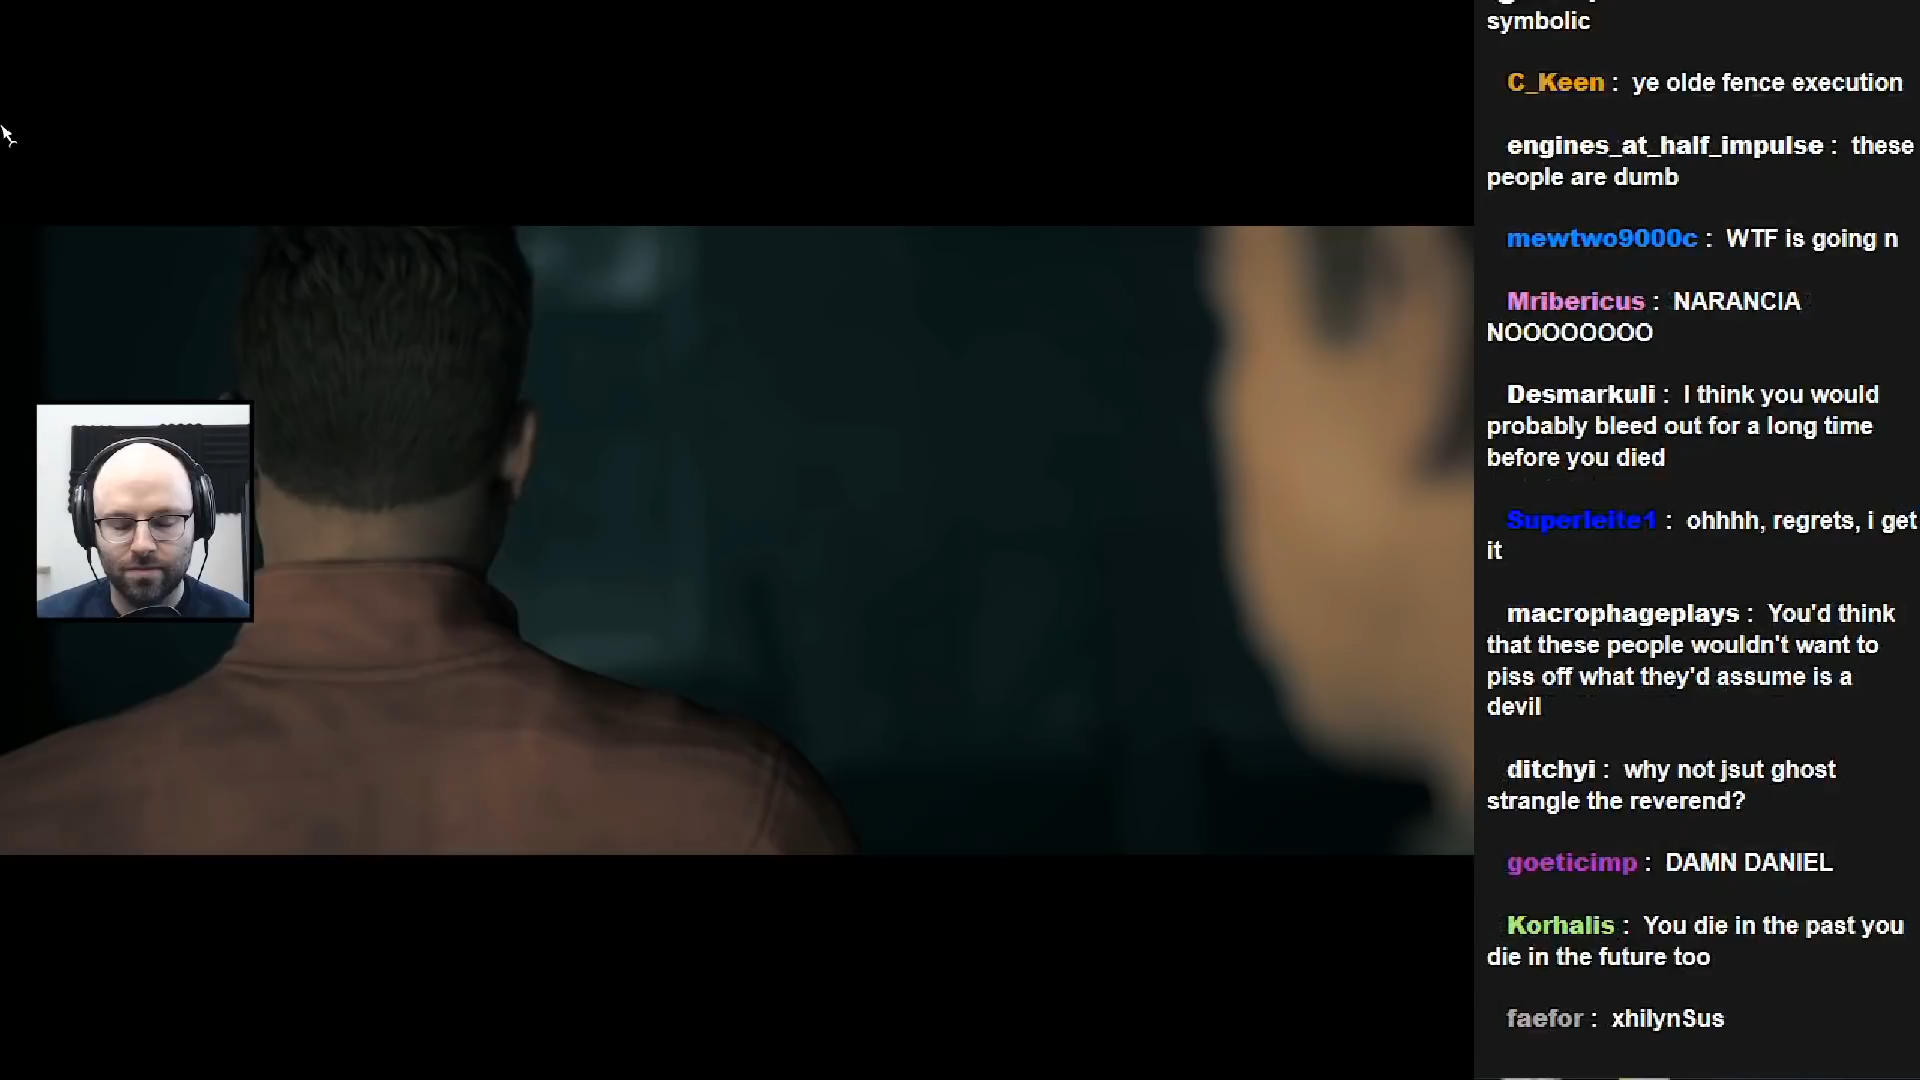 symbolic
C_Keen : ye olde fence execution
engines_at_half_impulse : these
people are dumb
mewtwo9000c : WTF is going n
Mribericus : NARANCIA
NOOOOOOOO
Desmarkuli : I think you would
probably bleed out for a long time
before you died
Superleite1 : ohhhh, regrets, i get
it
macrophageplays : You'd think
that these people wouldn't want to
piss off what they'd assume is a
devil
ditchyi : why not jsut ghost
strangle the reverend?
goeticimp : DAMN DANIEL
Korhalis : You die in the past you
die in the future too
faefor : xhilynSus